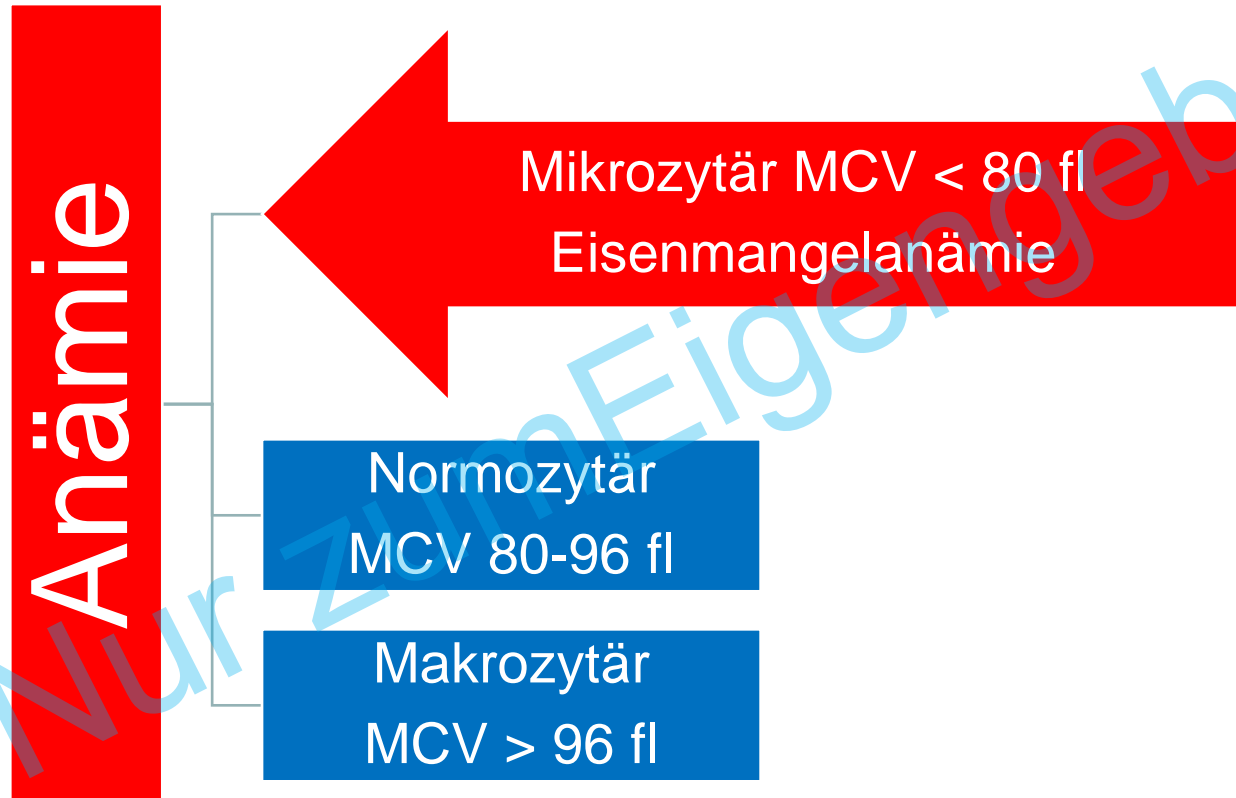 Anämie
Mikrozytär MCV < 80 fl
Eisenmangelanämie
Normozytär
MCV 80-96 fl
Makrozytär
MCV > 96 fl
Nur zumEigengeb